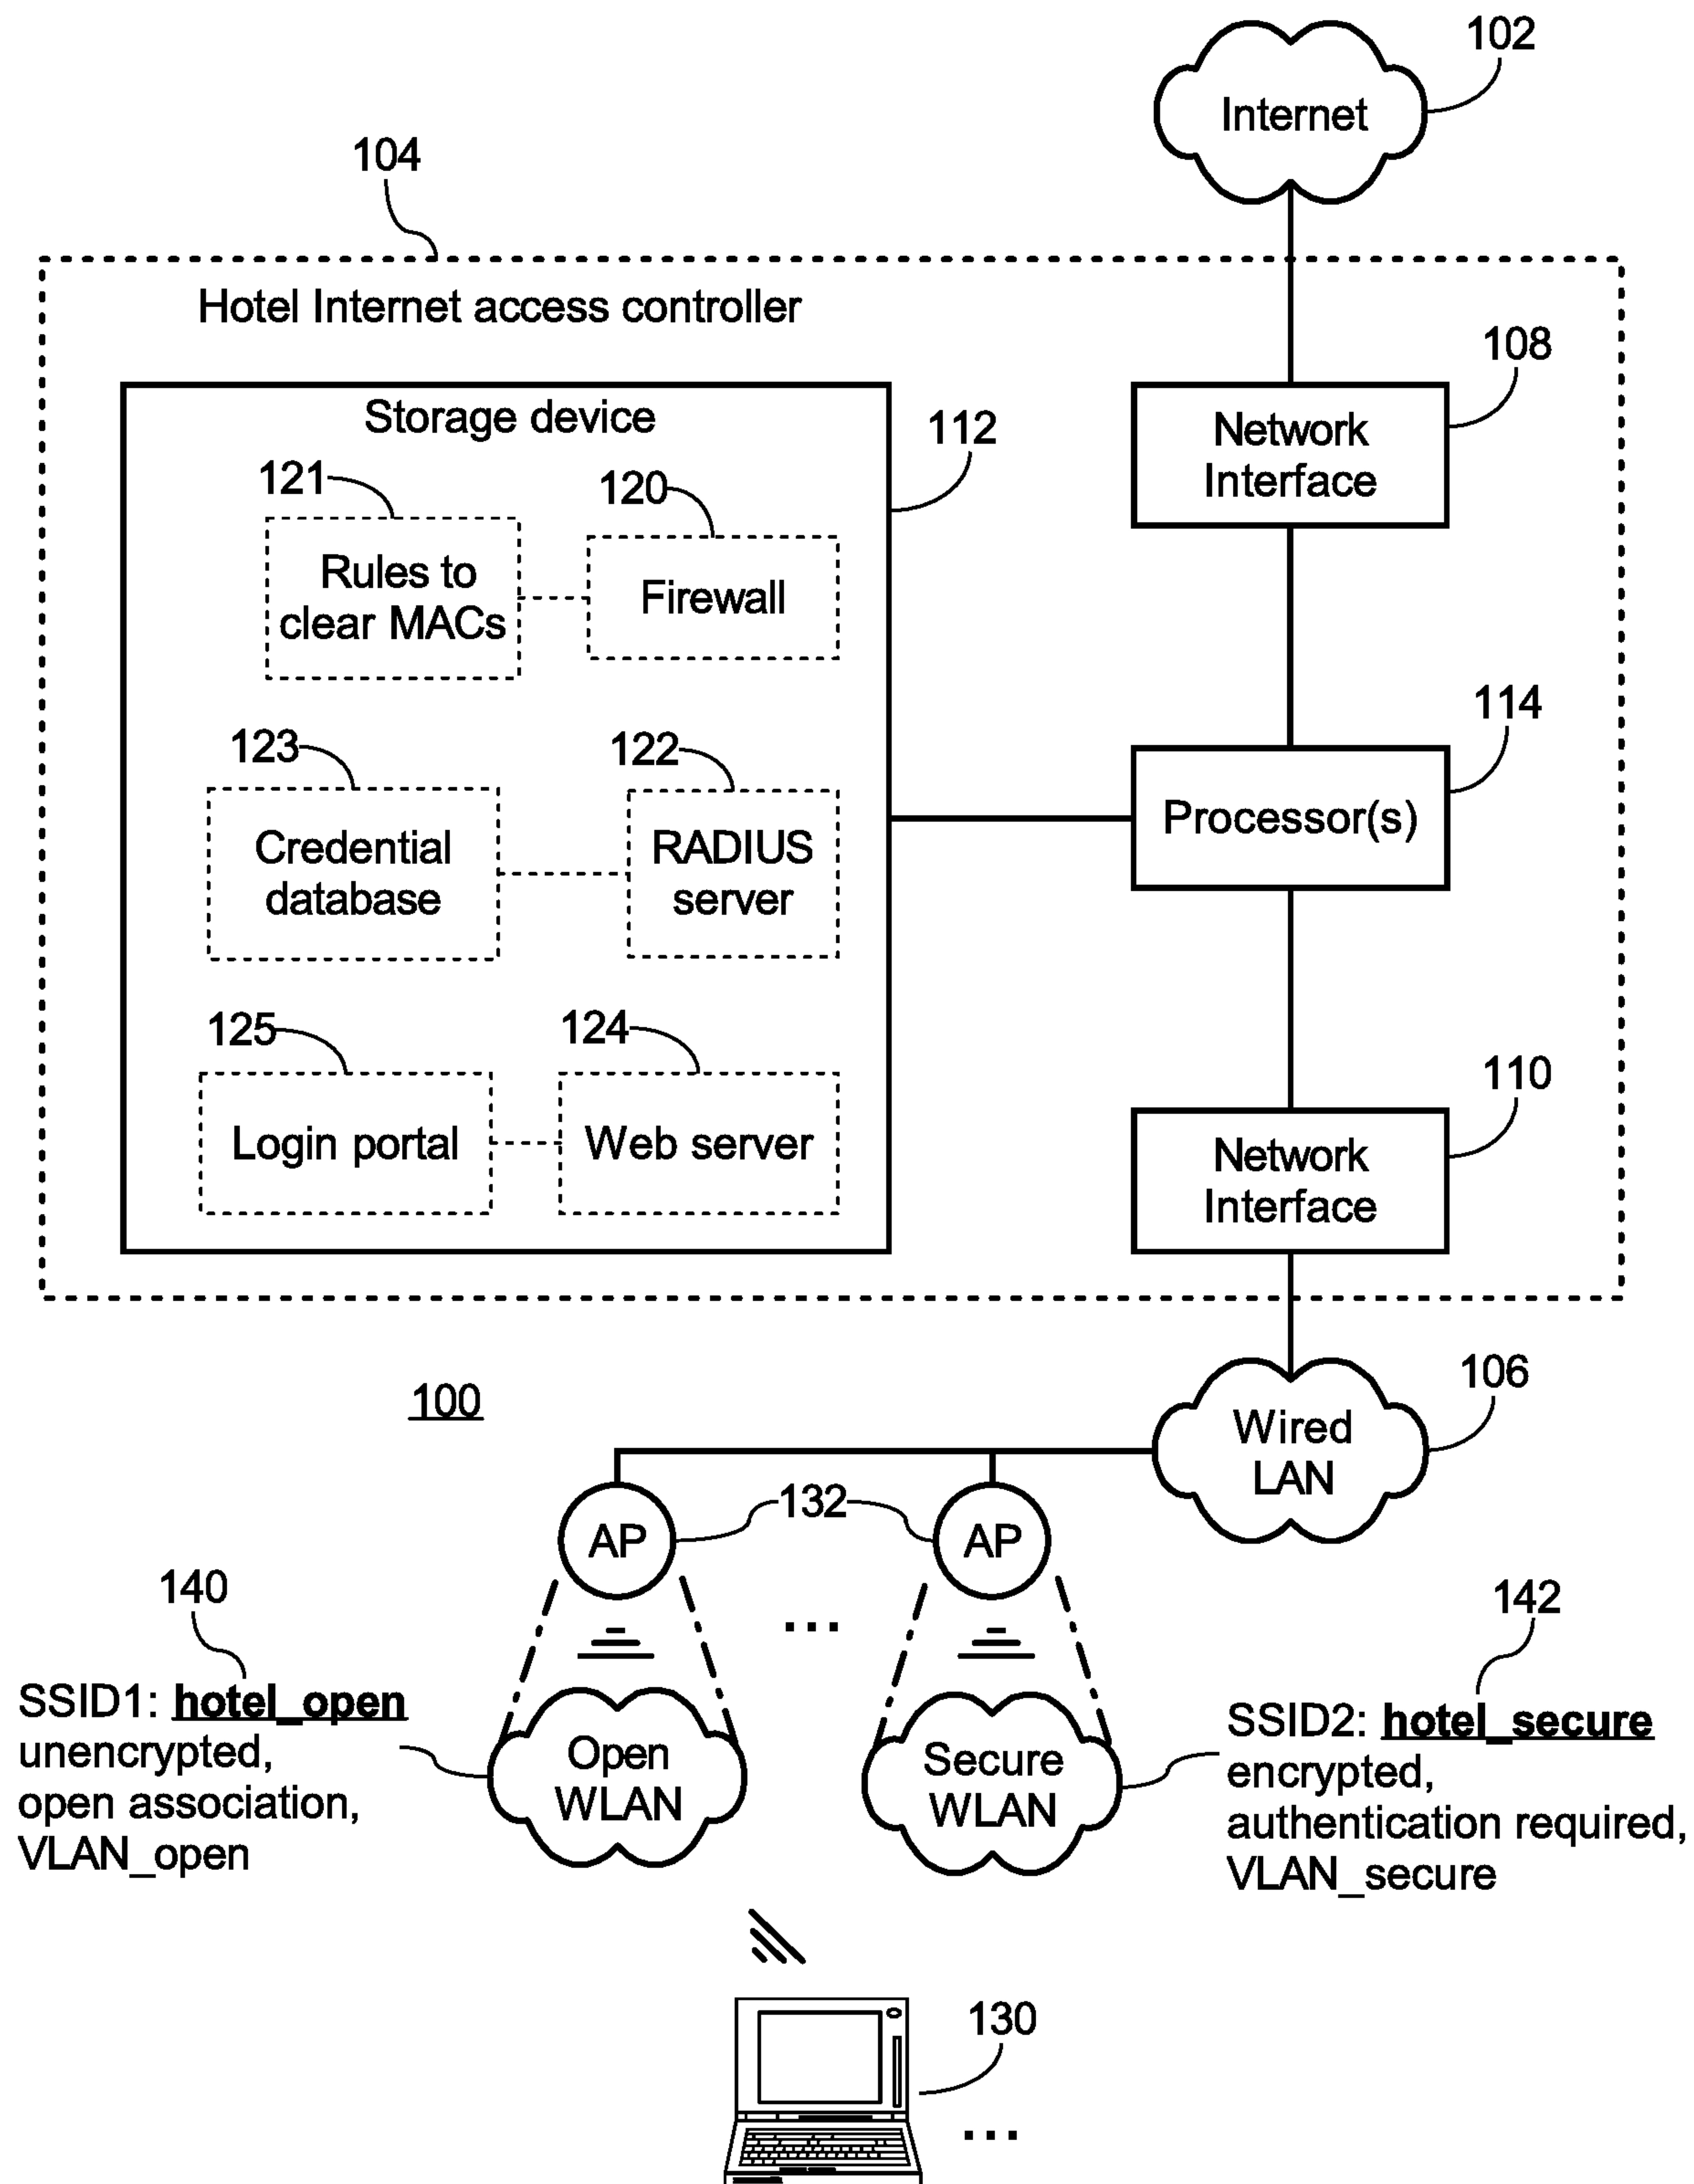 102
Internet
104
Hotel Internet access controller
108
Network
Interface
Storage device
112
121
120
Rules to
clear MACs
Firewall
114
Processor(s)
123
122
Credential
database
RADIUS
server
125
124
Login portal
Web server
110
Network
Interface
106
Wired
LAN
100
AP
132
AP
140
...
142
SSID1: hotel_open
unencrypted,
open association,
VLAN_open
Open
WLAN
Secure
WLAN
SSID2: hotel_secure
encrypted,
authentication required,
VLAN_secure
130
...